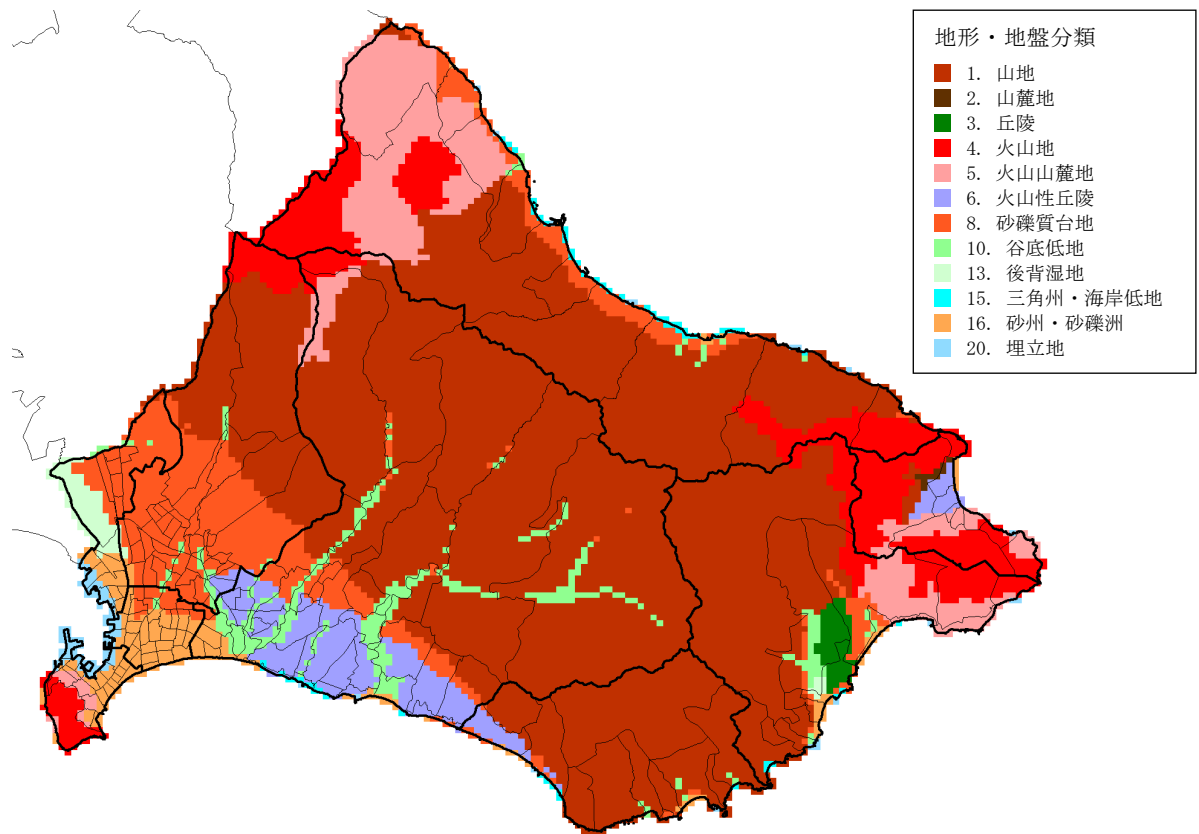 地形・地盤分類
1. 山地
2. 山麓地
3. 丘陵
4. 火山地
5. 火山山麓地
6. 火山性丘陵
8. 砂礫質台地
10. 谷底低地
13. 後背湿地
15. 三角州・海岸低地
16. 砂州・砂礫洲
20. 埋立地